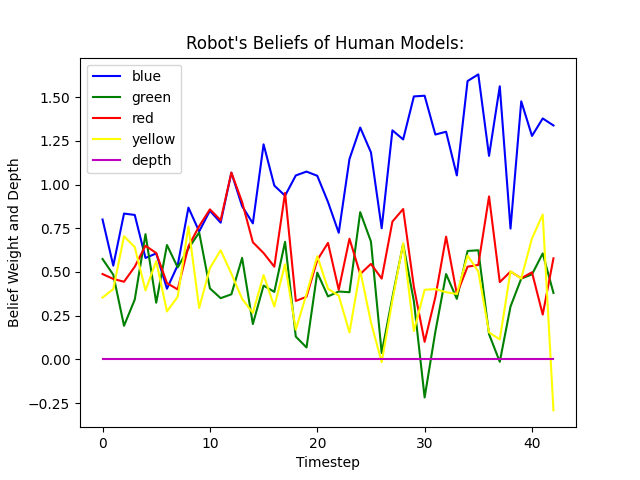 Robot's Beliefs of Human Models:
blue
green
red
yellow
depth
Belief Weight and Depth
1.50
1.25
1.00
0.75
0.50
0.25
0.00
−0.25
0
10
20
30
40
Timestep